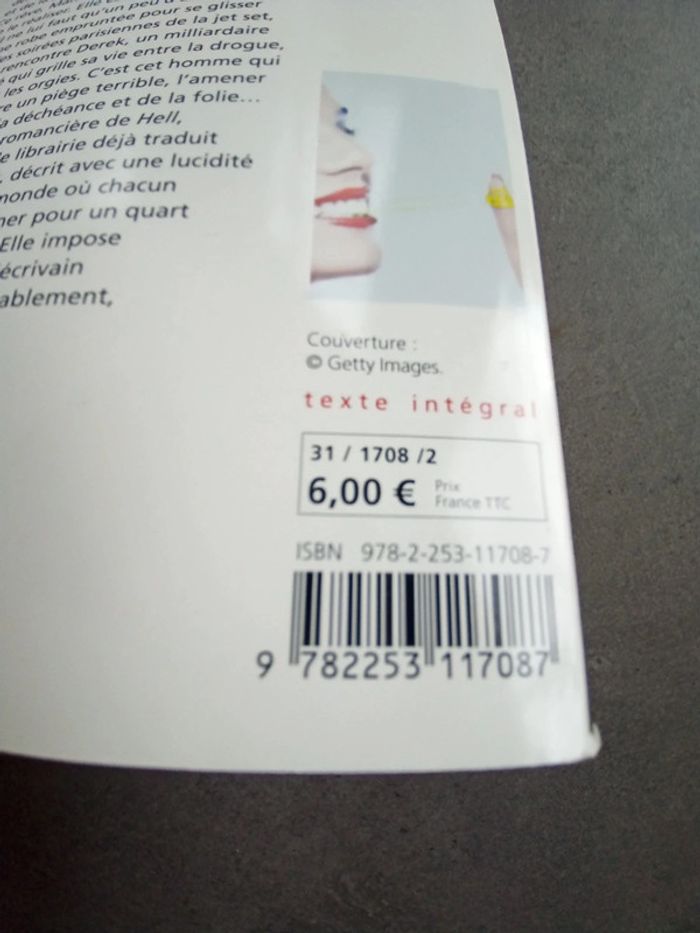 qu'un peu d
pour se glisser
robe empruntée
soirées parisiennes de la jet set,
rencontre Derek, un milliardaire
qui grille sa vie entre la drogue,
les orgies. C'est cet homme qui
un piège terrible, l'amener
déchéance et de la folie...
romancière de Hell,
librairie déjà traduit
, décrit avec une lucidité
monde où chacun
pour un quart
Elle impose
écrivain
Couverture :
© Getty Images.
texte intégral
31 / 1708 /2
6,00 € Prix
France TTC
ISBN 978-2-253-11708-7
9 782253 117087